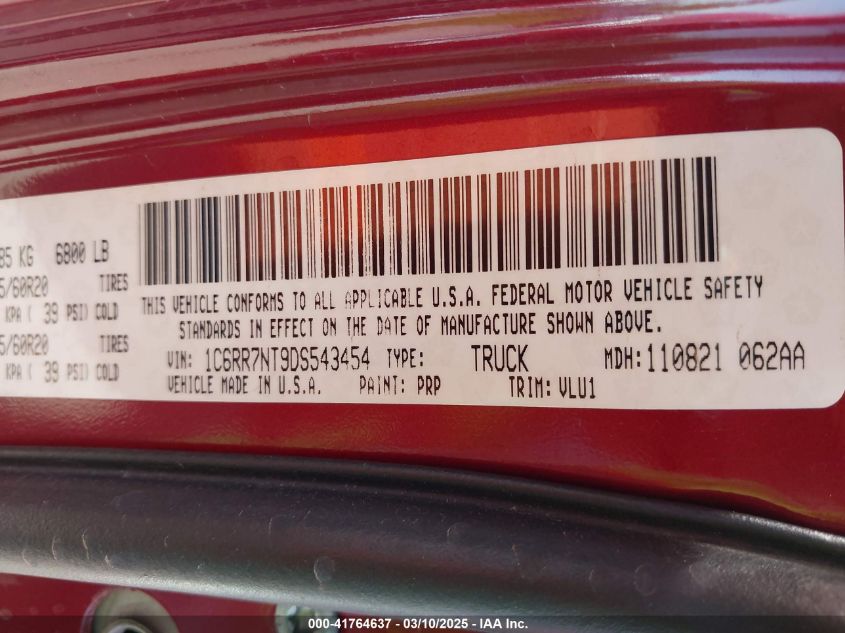 85 KG 6800 LB
5/60R20 TIRES
KPA ( 39 PSI) COLD
5/60R20 TIRES
KPA ( 39 PSI) COLD
THIS VEHICLE CONFORMS TO ALL APPLICABLE U.S.A. FEDERAL MOTOR VEHICLE SAFETY
STANDARDS IN EFFECT ON THE DATE OF MANUFACTURE SHOWN ABOVE.
VIN: 1C6RR7NT9DS543454 TYPE: TRUCK MDH: 110821 062AA
VEHICLE MADE IN U.S.A. PAINT: PRP TRIM: VLU1
000-41764637 - 03/10/2025 - IAA Inc.